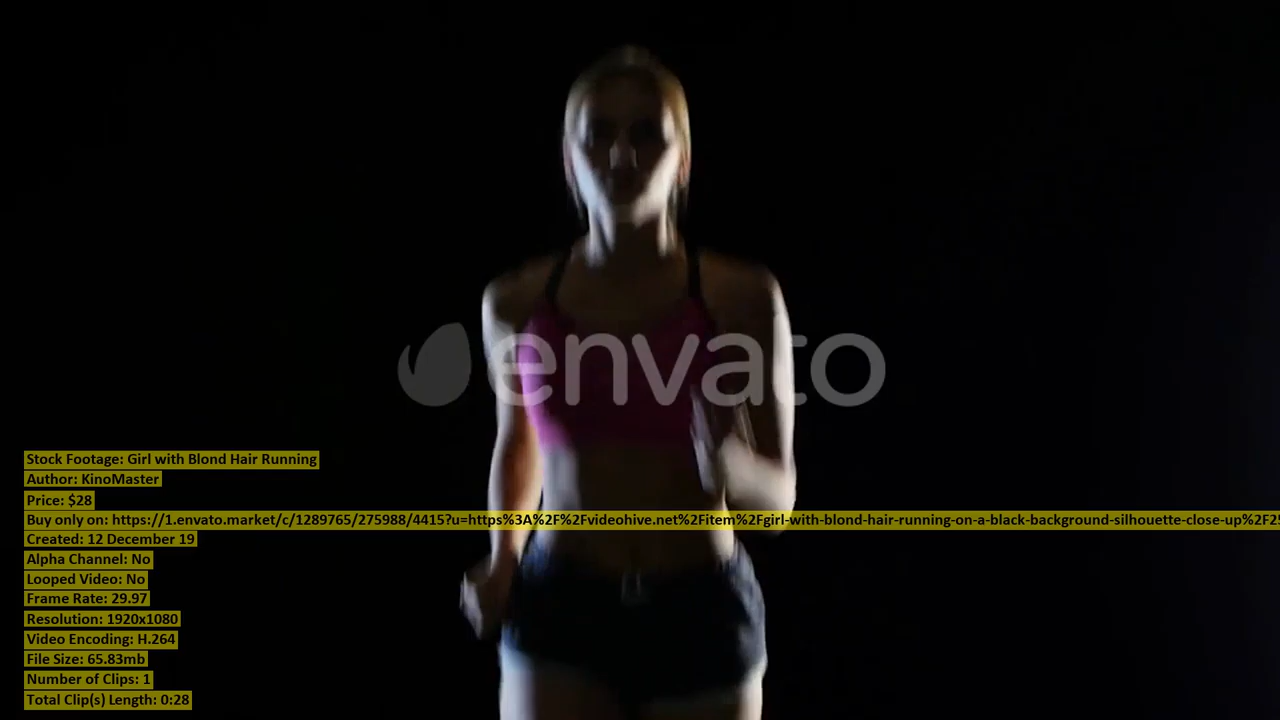 envato
Stock Footage: Girl with Blond Hair Running
Author: KinoMaster
Price: $28
Buy only on: https://1.envato.market/c/1289765/275988/4415?u=https%3A%2F%2Fvideohive.net%2Fitem%2Fgirl-with-blond-hair-running-on-a-black-background-silhouette-close-up%2F25
Created: 12 December 19
Alpha Channel: No
Looped Video: No
Frame Rate: 29.97
Resolution: 1920x1080
Video Encoding: H.264
File Size: 65.83mb
Number of Clips: 1
Total Clip(s) Length: 0:28